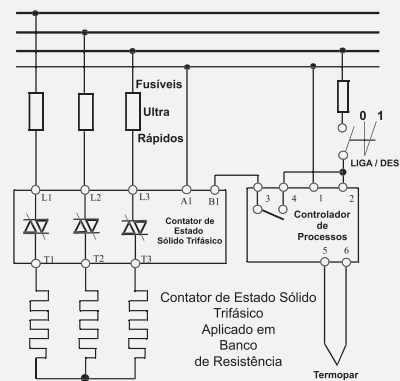 Fusíveis
Ultra
Rápidos
0 1
LIGA / DES
L1 L2 L3 A1 B1
3 4 1 2
Contator de
Estado
Sólido Trifásico
Controlador
de
Processos
T1 T2 T3
5 6
Contator de Estado Sólido
Trifásico
Aplicado em
Banco
de Resistência
Termopar